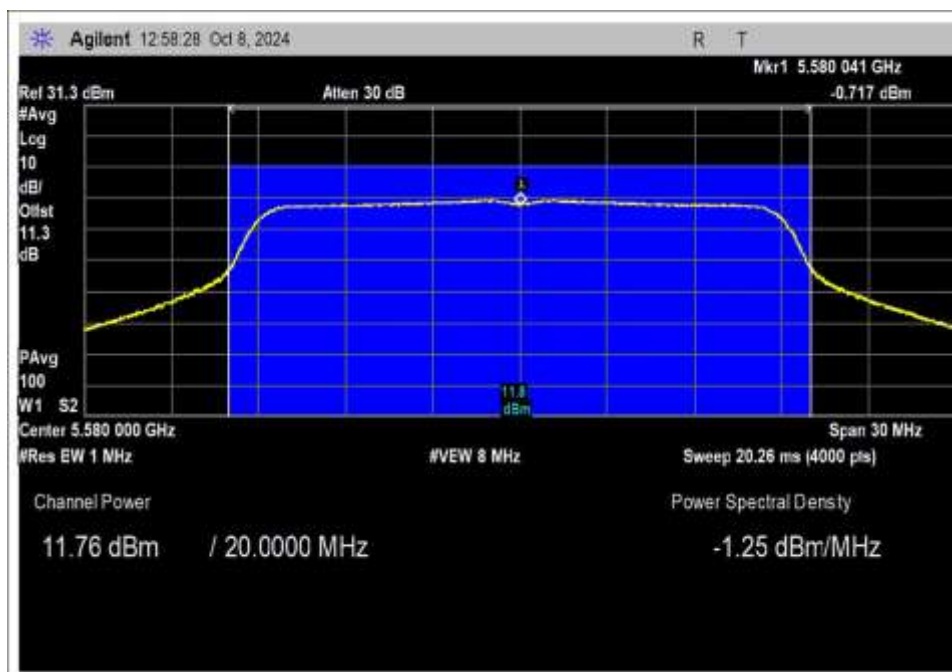 Agilent 12:58:28 Oct 8, 2024 R T
Mkr1 5.580 041 GHz
Ref 31.3 dBm Atten 30 dB -0.717 dBm
#Avg
Log
10
dB/
Offst
11.3
dB
1
PAvg
100
W1 S2
11.8
dBm
Center 5.580 000 GHz Span 30 MHz
#Res BW 1 MHz #VBW 8 MHz Sweep 20.26 ms (4000 pts)
Channel Power Power Spectral Density
11.76 dBm / 20.0000 MHz -1.25 dBm/MHz